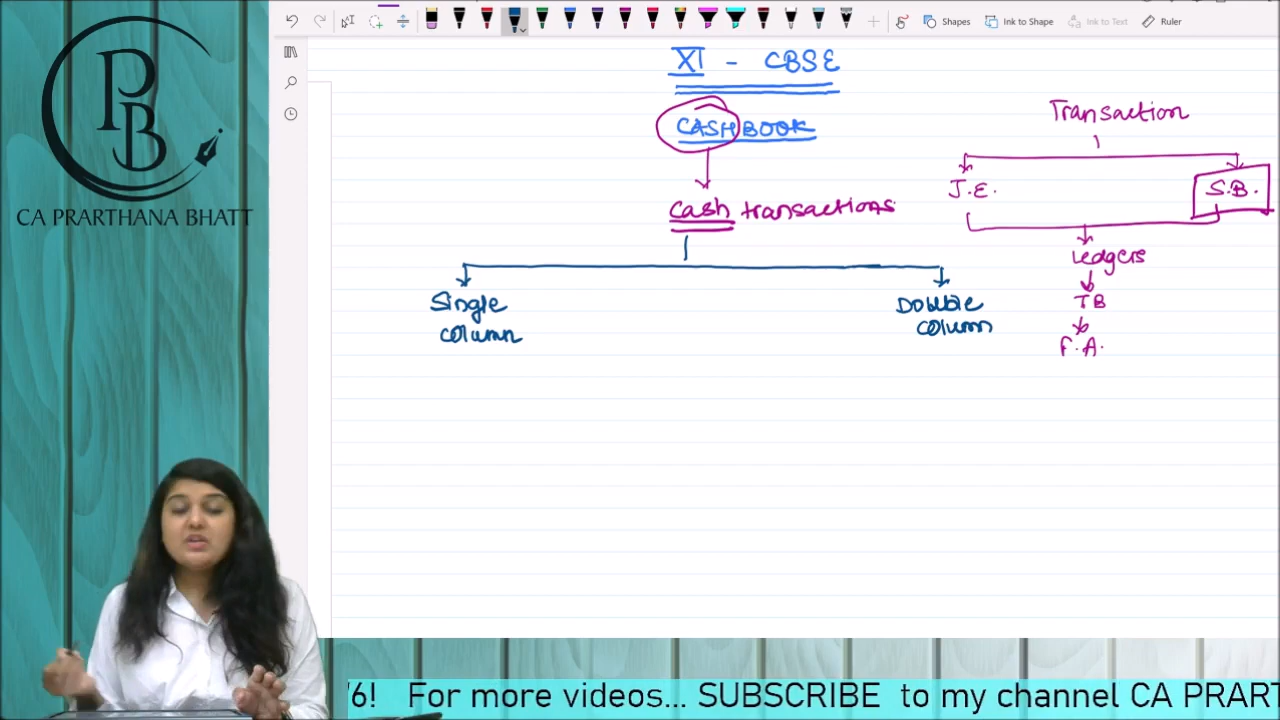 PB
CA PRARTHANA BHATT
Shapes
Ink to Shape
Ink to Text
Ruler
XI - CBSE
CASH BOOK
Cash transactions
Single
column
Double
column
Transaction
J.E.
S.B.
Ledgers
TB
F.A.
'6! For more videos... SUBSCRIBE to my channel CA PRART